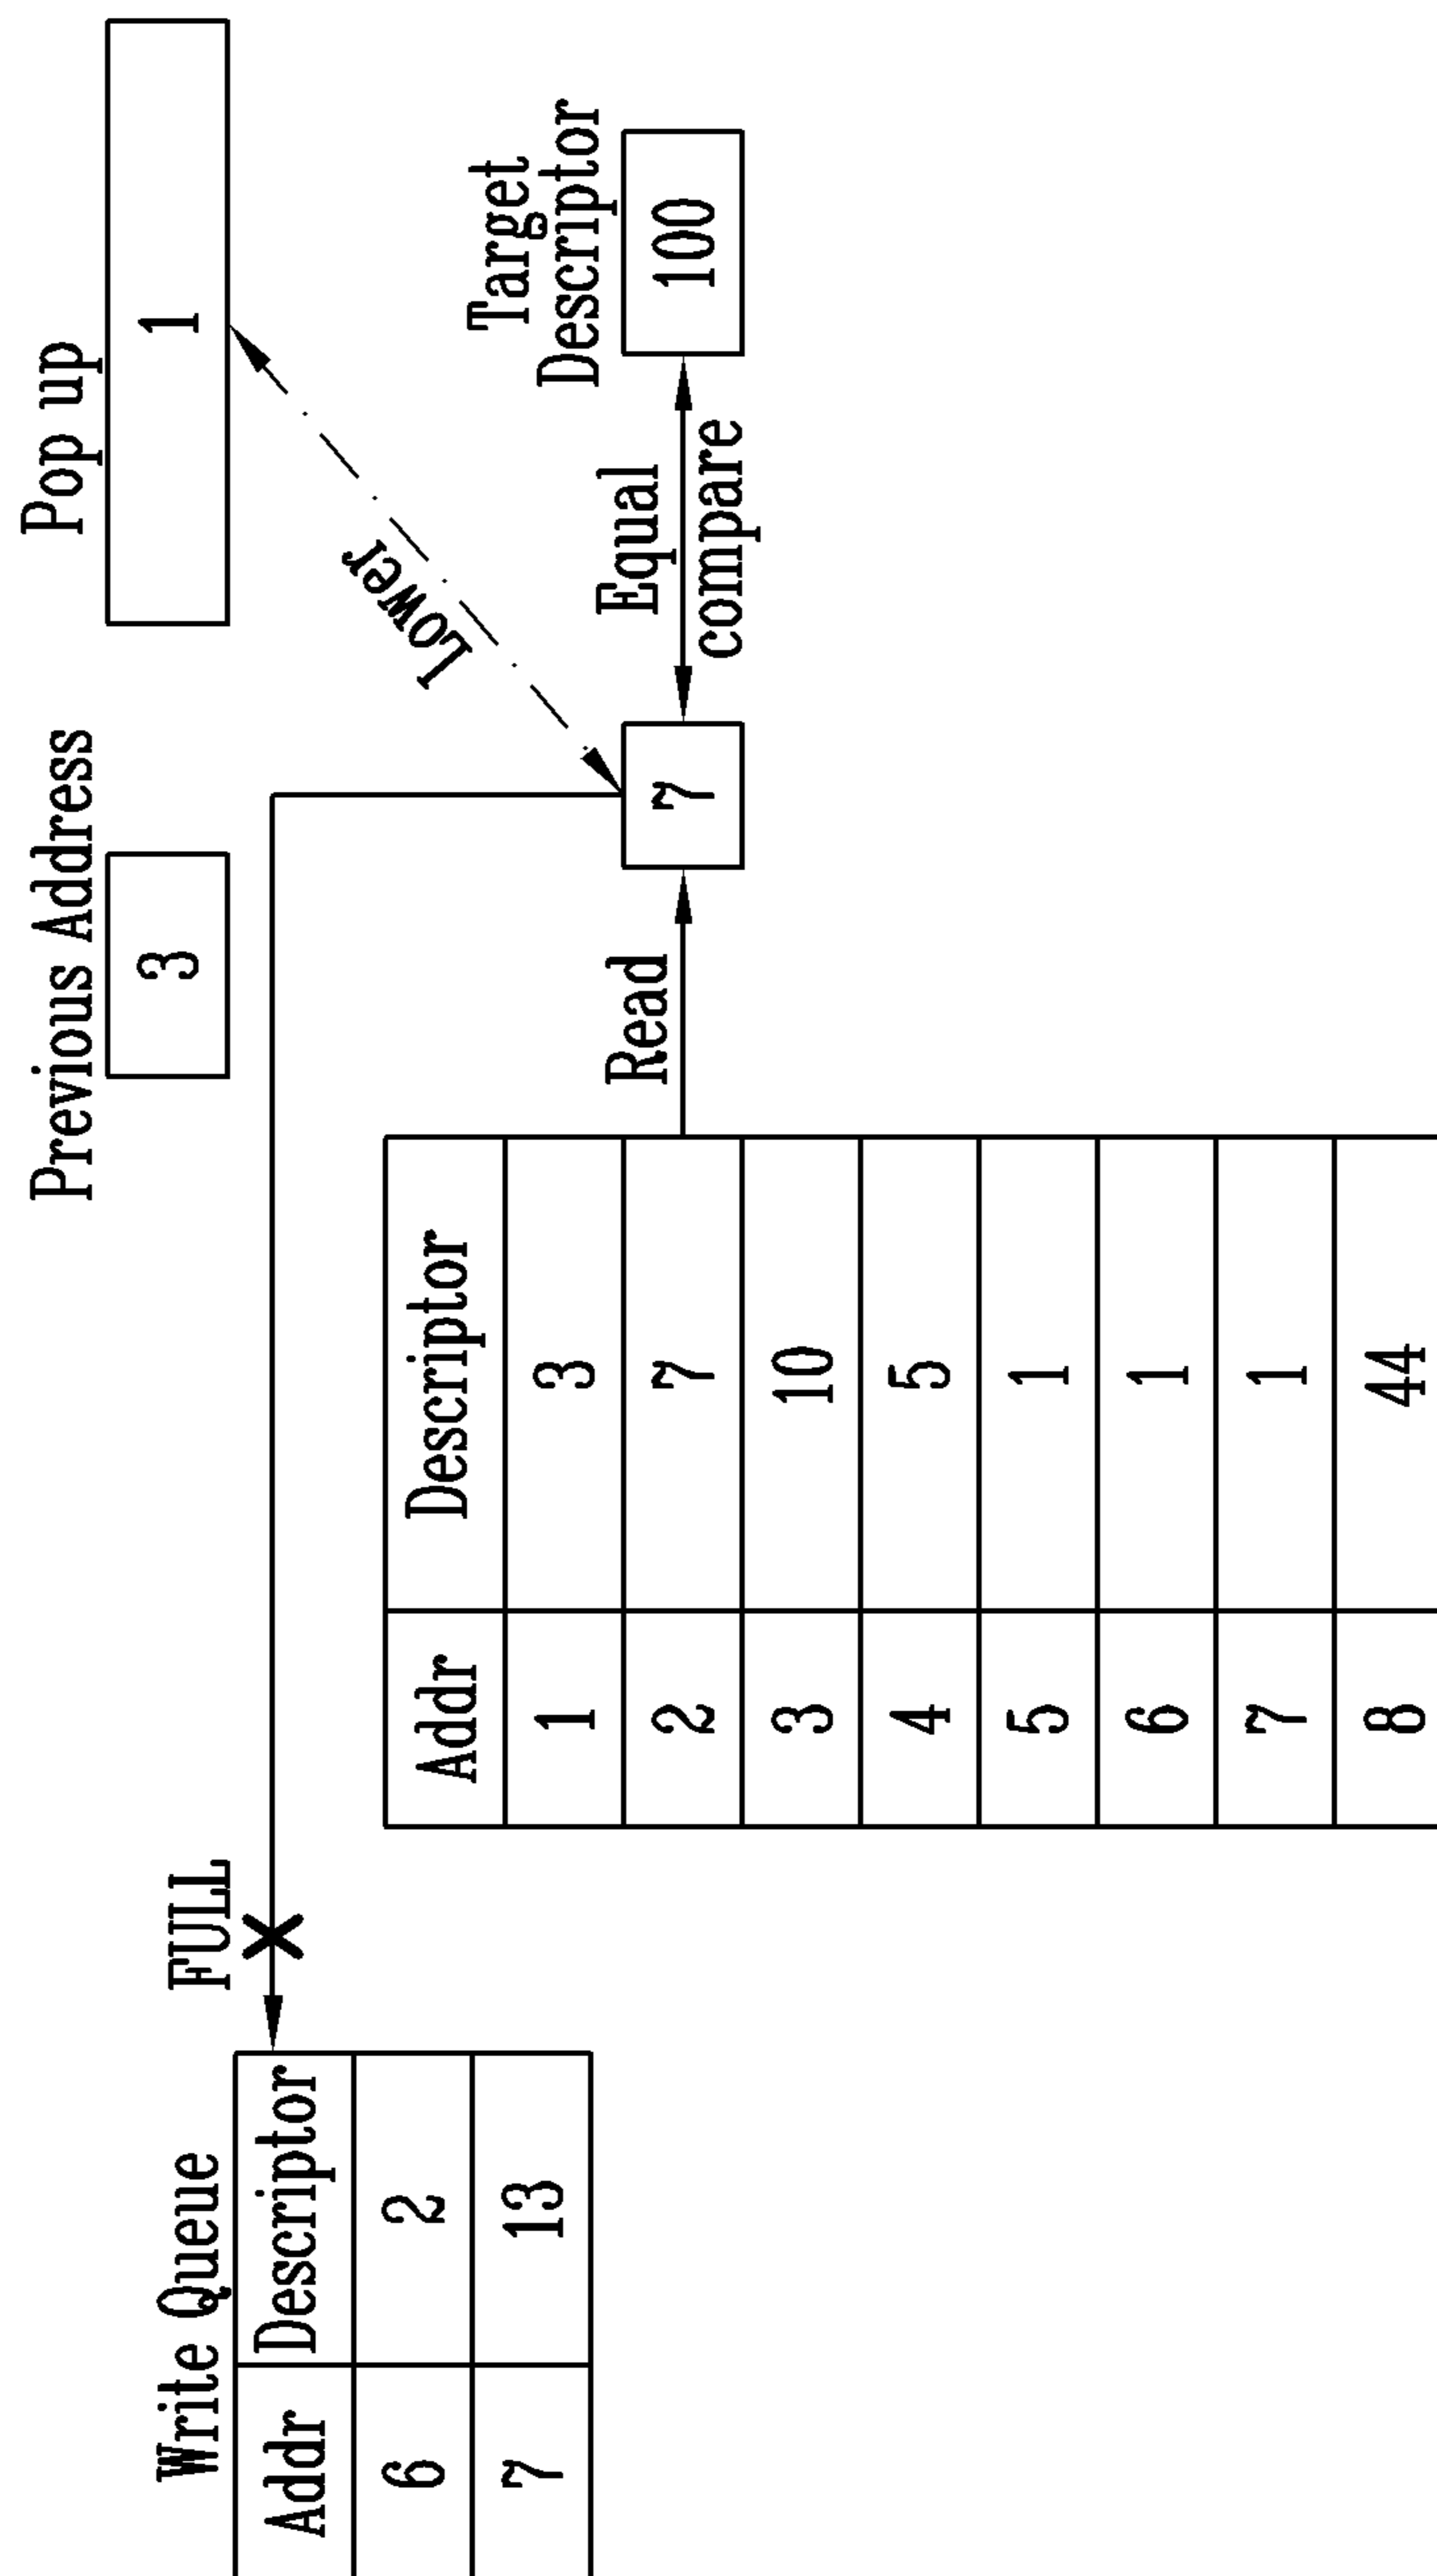 Write Queue
Addr Descriptor
6 2
7 13
FULL
Previous Address
3
Pop up
1
Lower
Addr Descriptor
1 3
2 7
3 10
4 5
5 1
6 1
7 1
8 44
Read
7
Equal
compare
Target
Descriptor
100